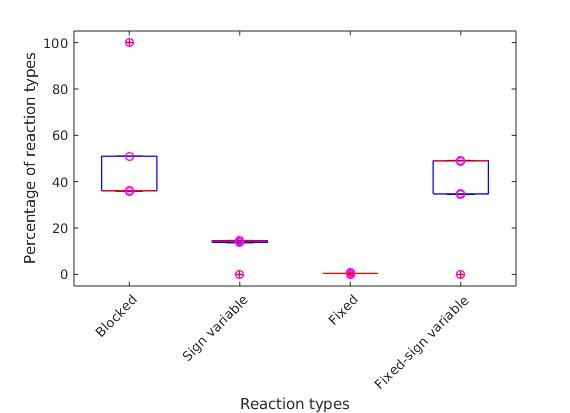 Percentage of reaction types
100
80
60
40
20
0
Blocked
Sign variable
Fixed
Fixed-sign variable
Reaction types